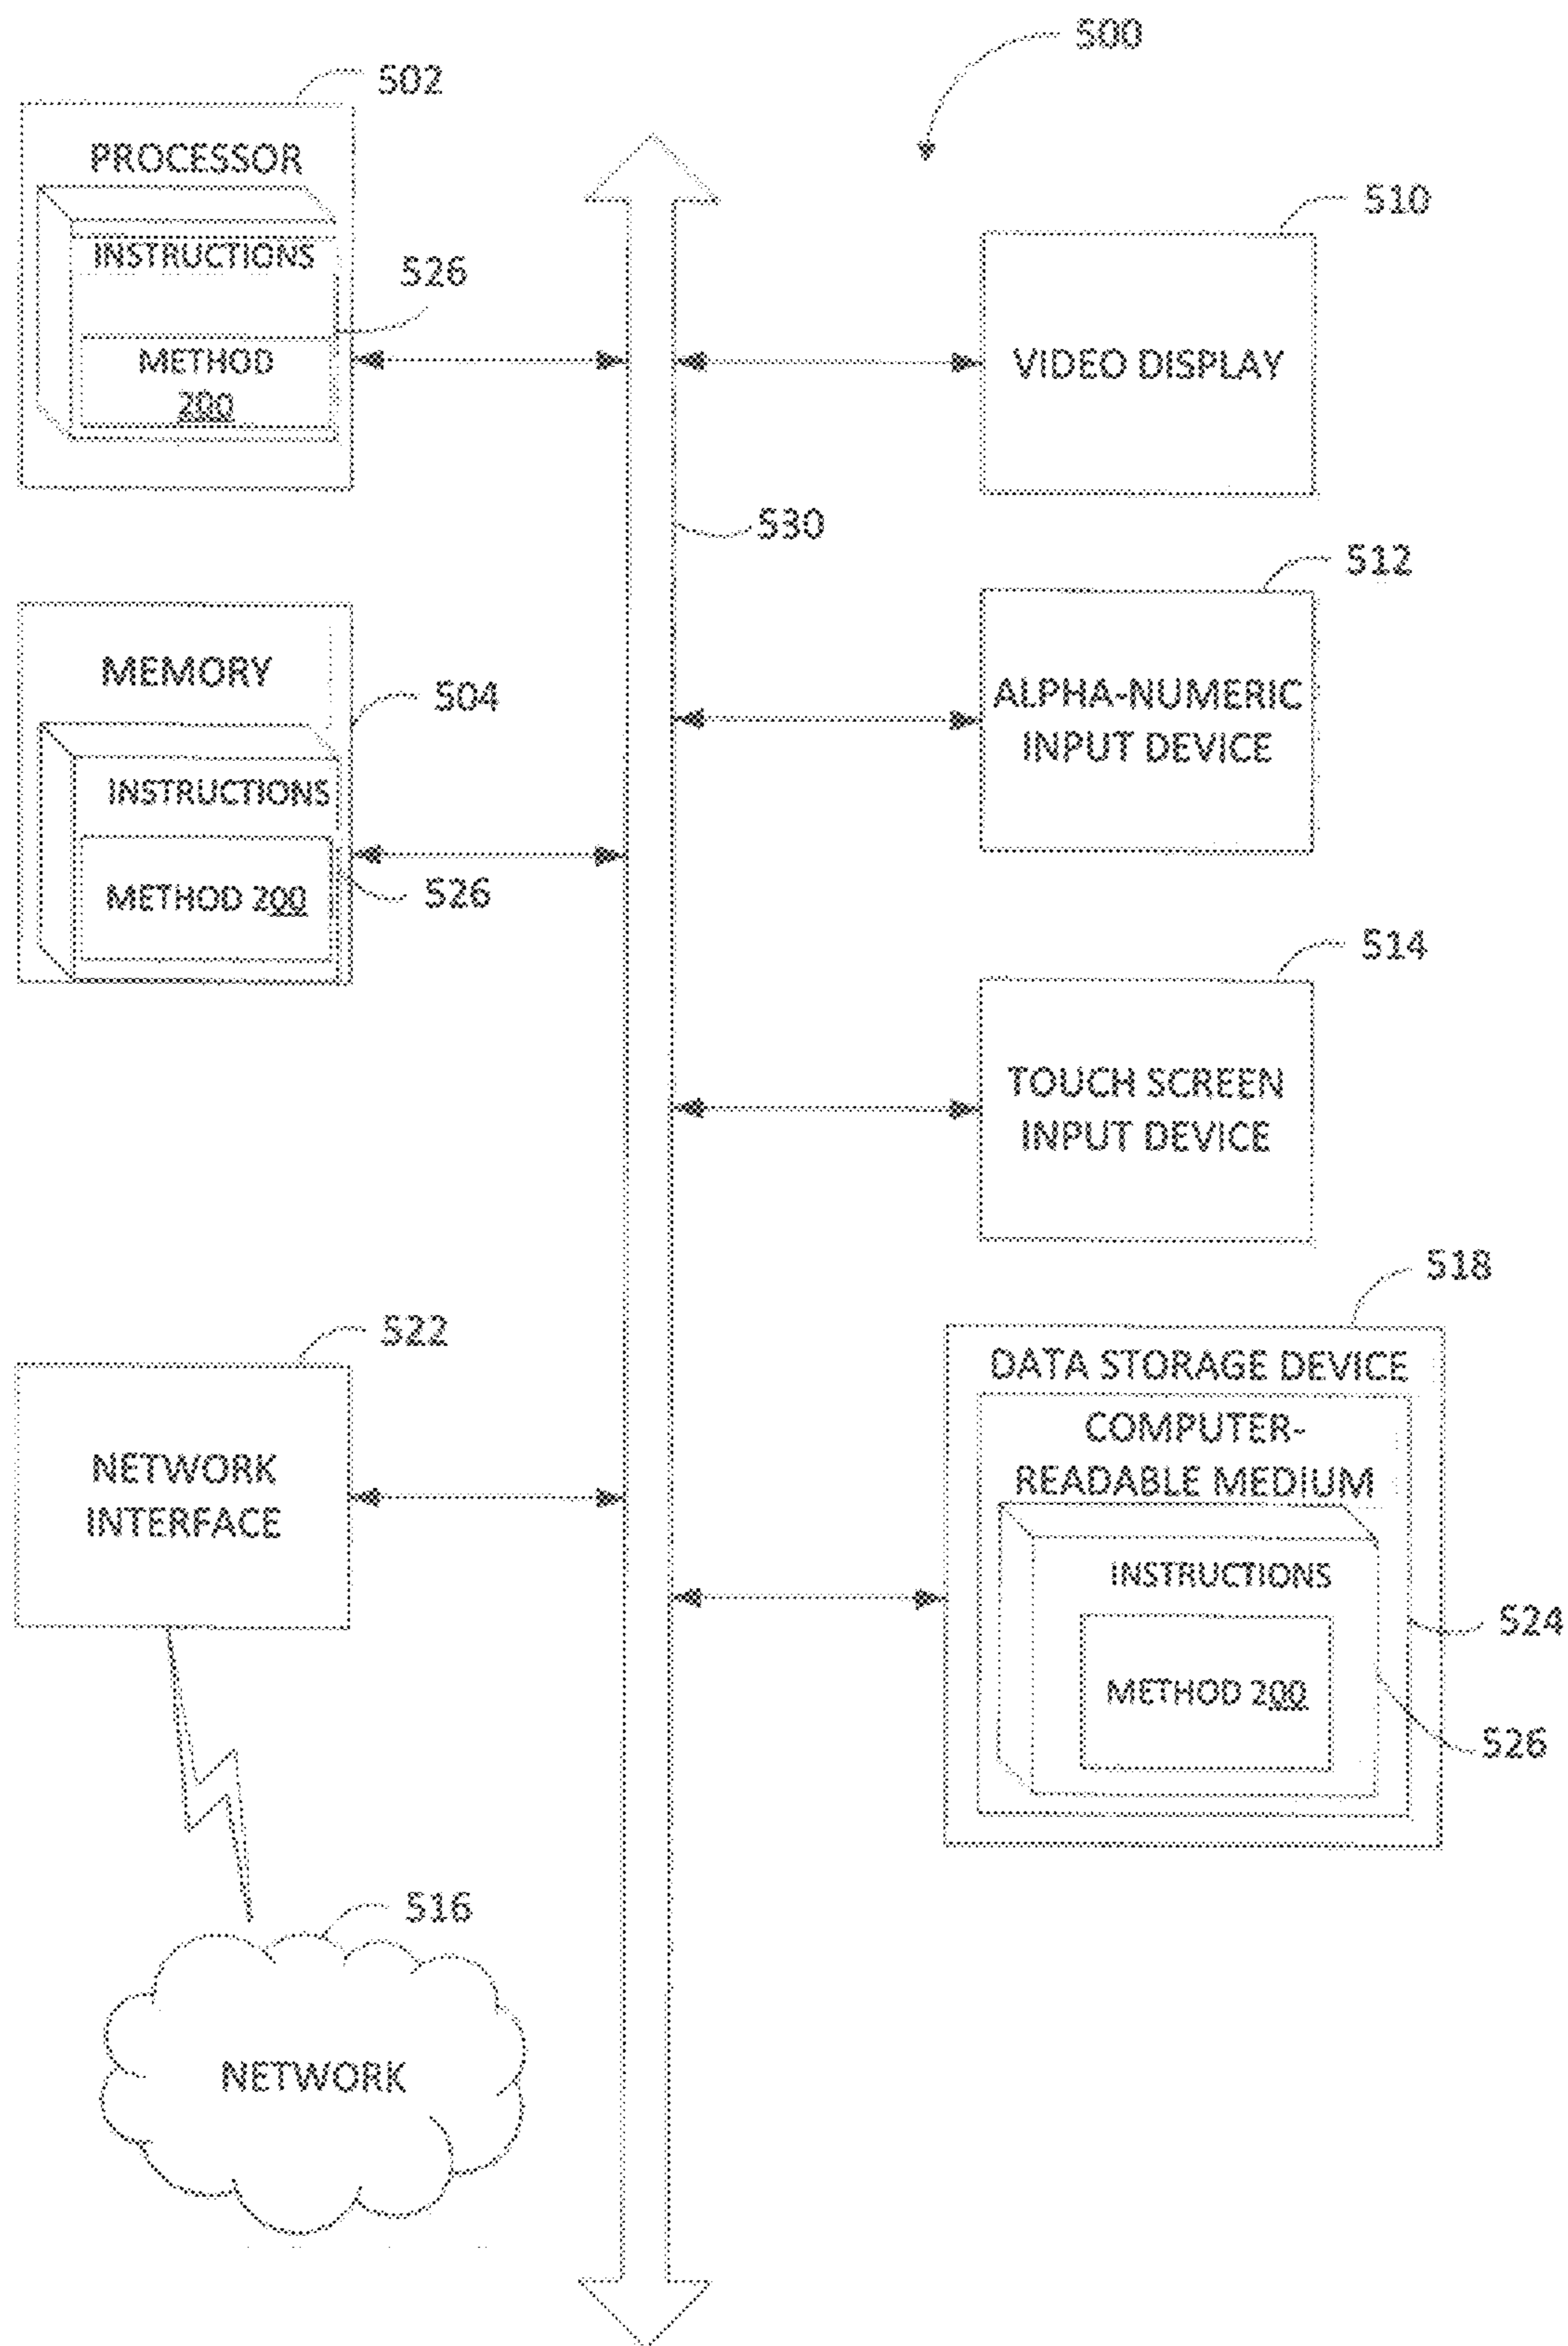 500
502
PROCESSOR
INSTRUCTIONS
526
METHOD
200
510
VIDEO DISPLAY
530
512
ALPHA-NUMERIC
INPUT DEVICE
MEMORY
504
INSTRUCTIONS
METHOD 200
526
514
TOUCH SCREEN
INPUT DEVICE
518
DATA STORAGE DEVICE
COMPUTER-
READABLE MEDIUM
INSTRUCTIONS
524
METHOD 200
526
522
NETWORK
INTERFACE
516
NETWORK